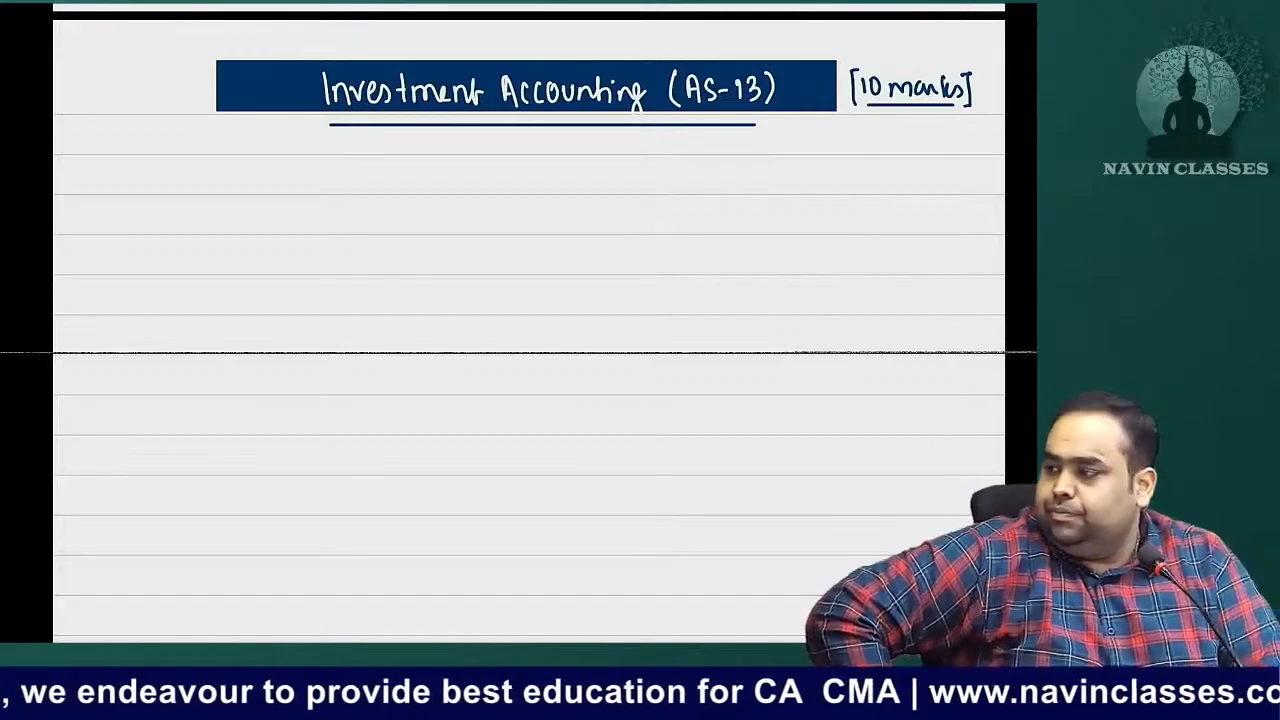 Investment Accounting (AS-13) [10 marks]
NAVIN CLASSES
, we endeavour to provide best education for CA CMA | www.navinclasses.co